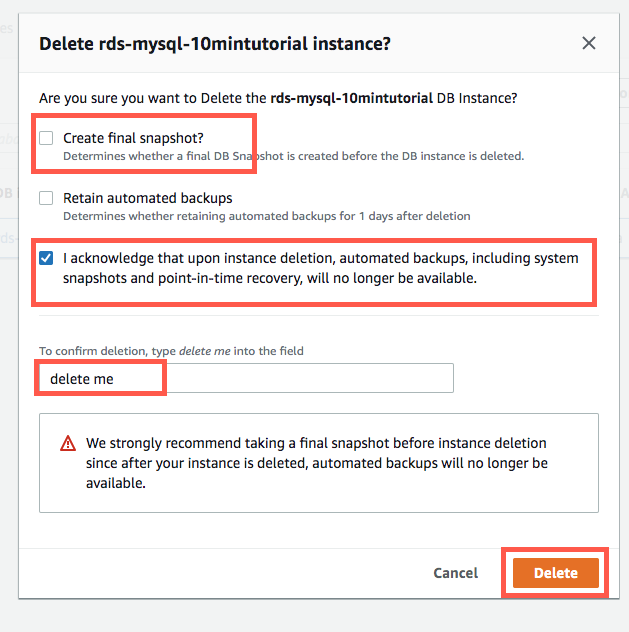 Delete rds-mysql-10mintutorial instance?
Are you sure you want to Delete the rds-mysql-10mintutorial DB Instance?
Create final snapshot?
Determines whether a final DB Snapshot is created before the DB instance is deleted.
Retain automated backups
Determines whether retaining automated backups for 1 days after deletion
I acknowledge that upon instance deletion, automated backups, including system
snapshots and point-in-time recovery, will no longer be available.
To confirm deletion, type delete me into the field
delete me
We strongly recommend taking a final snapshot before instance deletion
since after your instance is deleted, automated backups will no longer be
available.
Cancel
Delete